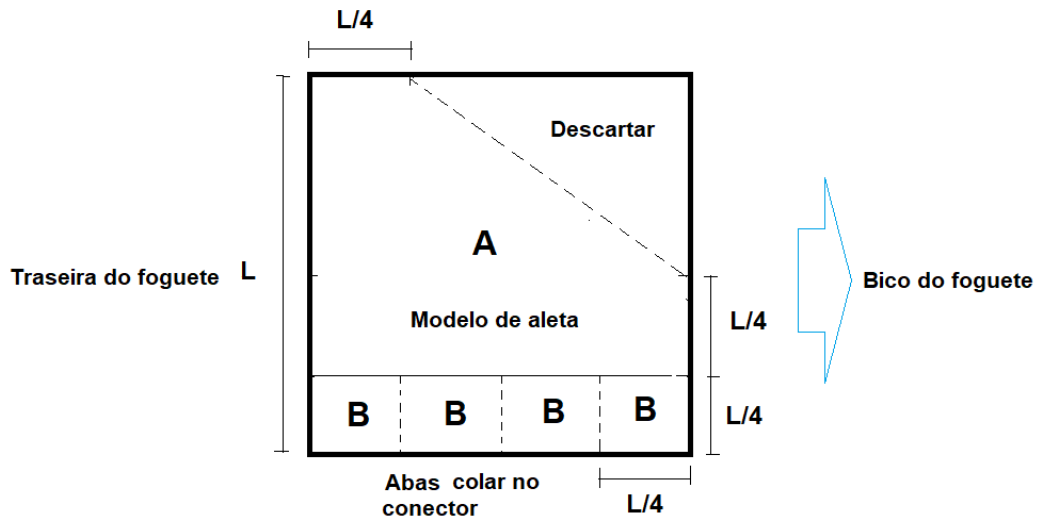 L/4
Descartar
A
Traseira do foguete
L
Bico do foguete
Modelo de aleta
L/4
B B B B
L/4
Abas colar no
conector
L/4